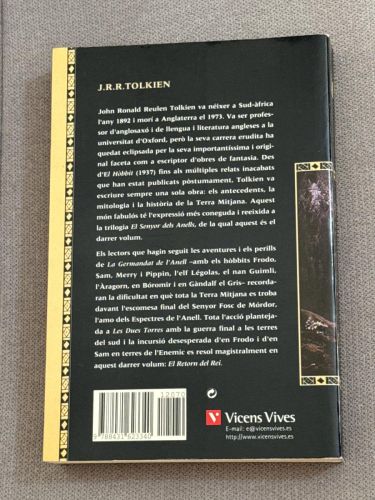 J.R.R.TOLKIEN
John Ronald Reulen Tolkien va néixer a Sud-àfrica
l'any 1892 i morí a Anglaterra el 1973. Va ser profes-
sor d'anglosaxó i de llengua i literatura angleses a la
universitat d'Oxford, però la seva carrera erudita ha
quedat eclipsada per la seva importantíssima i origi-
nal faceta com a escriptor d'obres de fantasia. Des
d'El Hòbbit (1937) fins als múltiples relats inacabats
que han estat publicats pòstumament, Tolkien va
escriure sempre una sola obra: els antecedents, la
mitologia i la història de la Terra Mitjana. Aquest
món fabulós té l'expressió més coneguda i reeixida a
la trilogia El Senyor dels Anells, de la qual aquest és el
darrer volum.
Els lectors que hagin seguit les aventures i els perills
de La Germandat de l'Anell –amb els hòbbits Frodo,
Sam, Merry i Pippin, l'elf Légolas, el nan Guimli,
l'Àragorn, en Bóromir i en Gàndalf el Gris– recorda-
ran la dificultat en què tota la Terra Mitjana es troba
davant l'escomesa final del Senyor Fosc de Mórdor,
l'amo dels Espectres de l'Anell. Tota l'acció planteja-
da a Les Dues Torres amb la guerra final a les terres
del sud i la incursió desesperada d'en Frodo i d'en
Sam en terres de l'Enemic es resol magistralment en
aquest darrer volum: El Retorn del Rei.
12070
9 788431 623340
Vicens Vives
E-mail: e@vicensvives.es
http://www.vicensvives.es